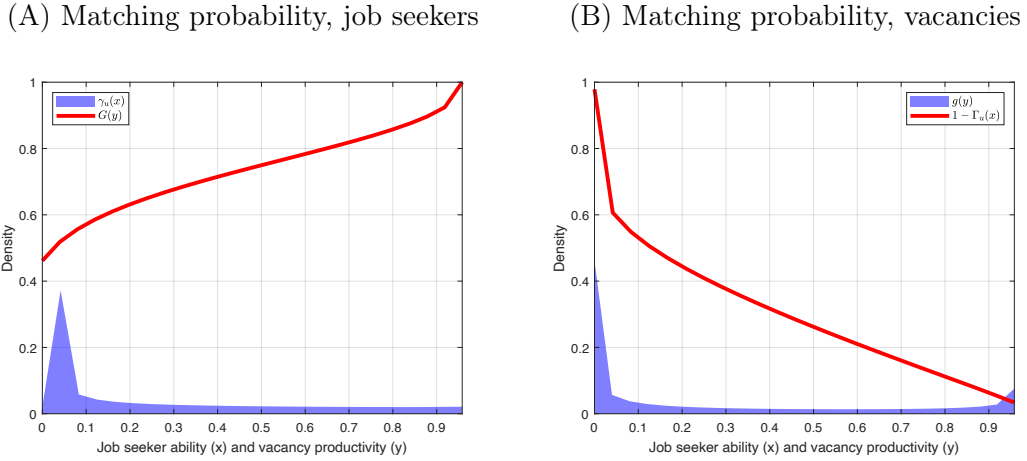 (A) Matching probability, job seekers
1
0.8
0.6
0.4
0.2
0
Density
γ_u(x)
G(y)
0 0.1 0.2 0.3 0.4 0.5 0.6 0.7 0.8 0.9
Job seeker ability (x) and vacancy productivity (y)
(B) Matching probability, vacancies
1
0.8
0.6
0.4
0.2
0
Density
g(y)
1 − Γ_u(x)
0 0.1 0.2 0.3 0.4 0.5 0.6 0.7 0.8 0.9
Job seeker ability (x) and vacancy productivity (y)